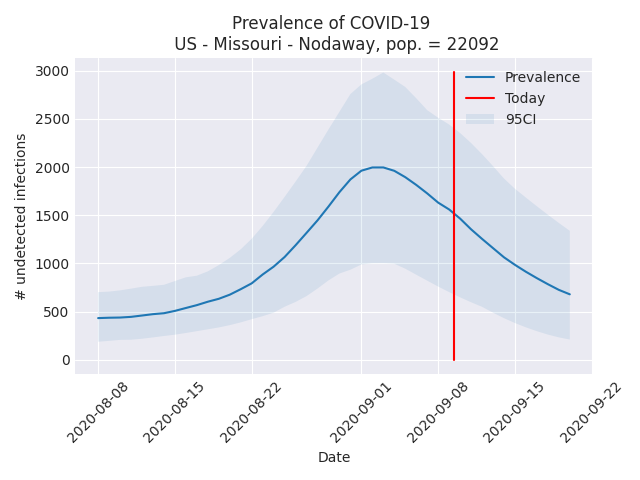 Prevalence of COVID-19
US - Missouri - Nodaway, pop. = 22092
# undetected infections
3000
2500
2000
1500
1000
500
0
Prevalence
Today
95CI
2020-08-08
2020-08-15
2020-08-22
2020-09-01
2020-09-08
2020-09-15
2020-09-22
Date